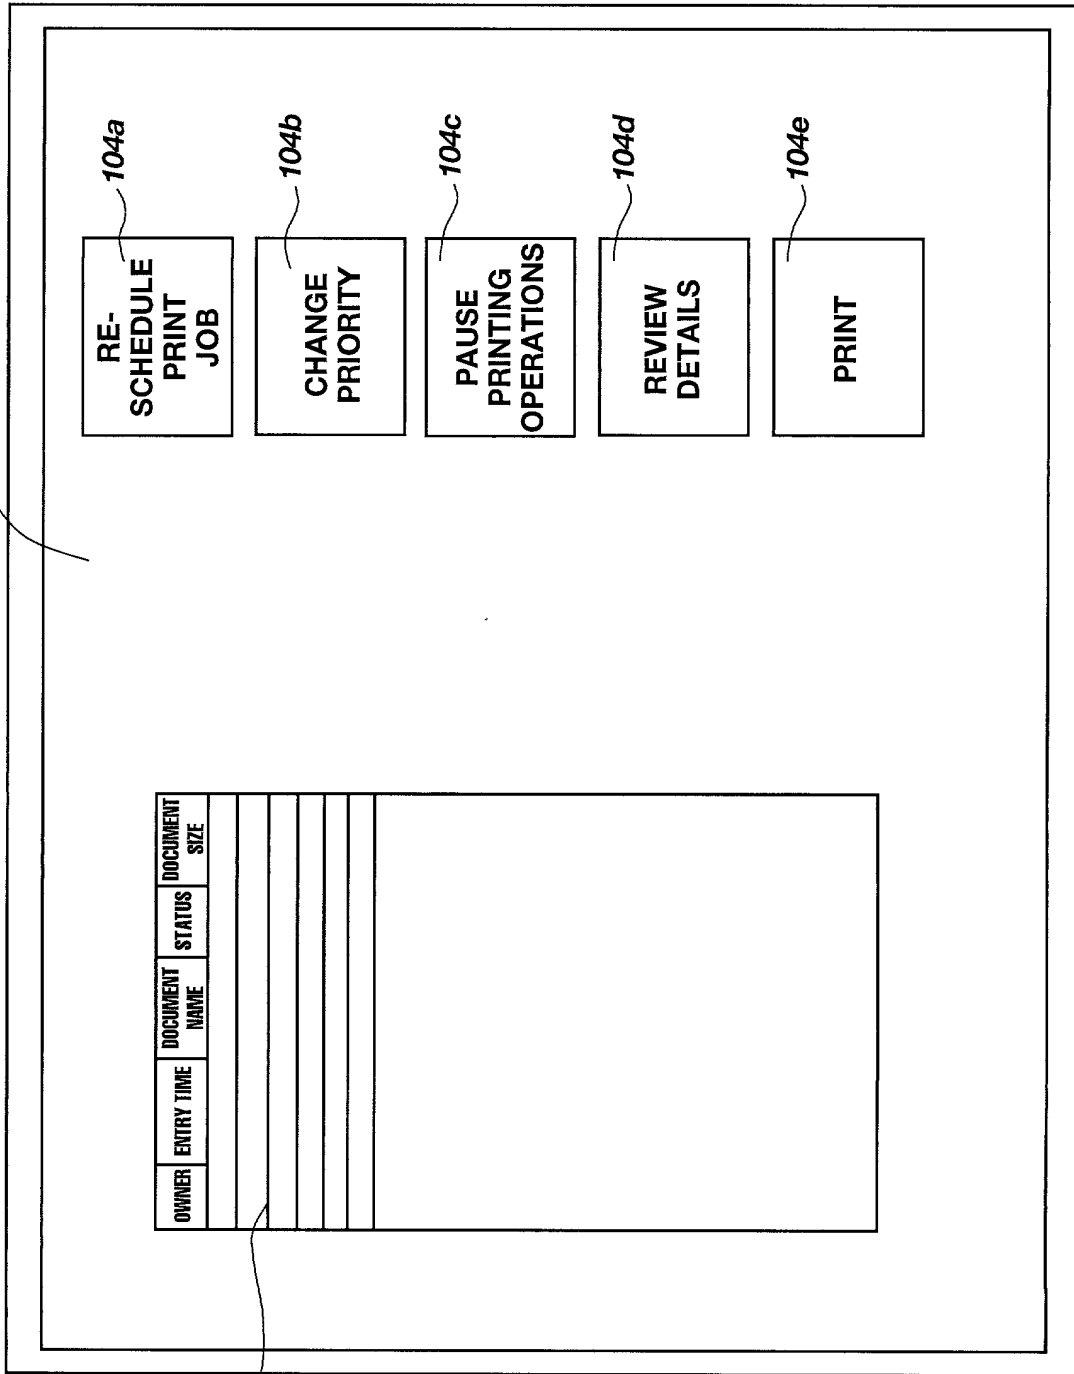 104a
RE-
SCHEDULE
PRINT
JOB
104b
CHANGE
PRIORITY
104c
PAUSE
PRINTING
OPERATIONS
104d
REVIEW
DETAILS
104e
PRINT
OWNER ENTRY TIME DOCUMENT NAME STATUS DOCUMENT SIZE